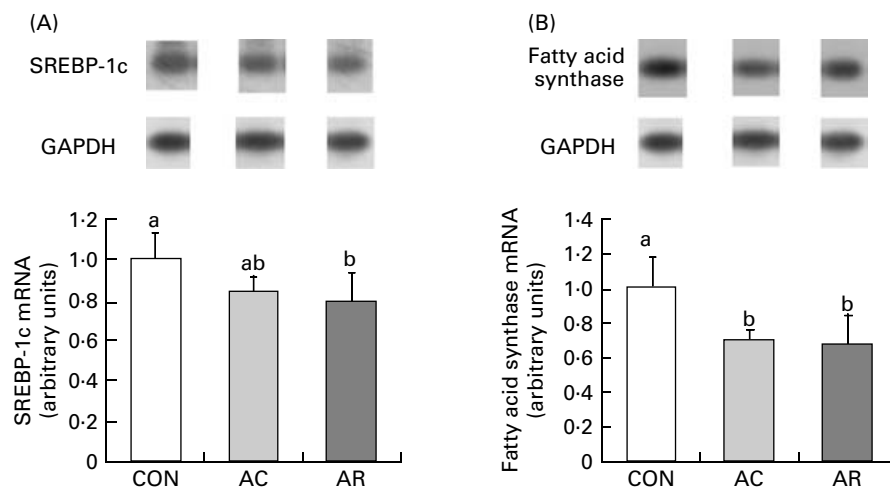 (A)
SREBP-1c
GAPDH
SREBP-1c mRNA
(arbitrary units)
1·2
1·0
0·8
0·6
0·4
0·2
0
a
ab
b
CON AC AR
(B)
Fatty acid
synthase
GAPDH
Fatty acid synthase mRNA
(arbitrary units)
1·4
1·2
1·0
0·8
0·6
0·4
0·2
0
a
b
b
CON AC AR